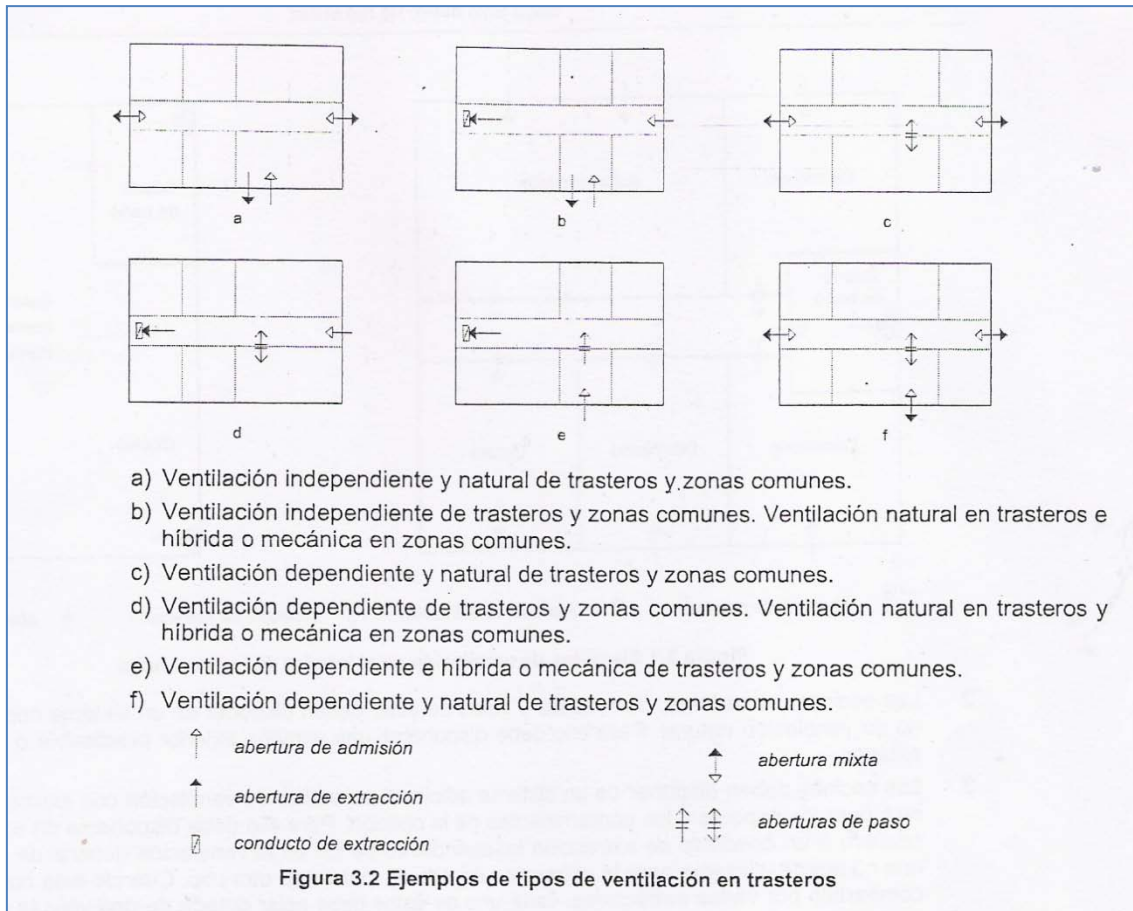 a
b
c
d
e
f
a) Ventilación independiente y natural de trasteros y zonas comunes.
b) Ventilación independiente de trasteros y zonas comunes. Ventilación natural en trasteros e
híbrida o mecánica en zonas comunes.
c) Ventilación dependiente y natural de trasteros y zonas comunes.
d) Ventilación dependiente de trasteros y zonas comunes. Ventilación natural en trasteros y
híbrida o mecánica en zonas comunes.
e) Ventilación dependiente e híbrida o mecánica de trasteros y zonas comunes.
f) Ventilación dependiente y natural de trasteros y zonas comunes.
abertura de admisión
abertura mixta
abertura de extracción
aberturas de paso
conducto de extracción
Figura 3.2 Ejemplos de tipos de ventilación en trasteros